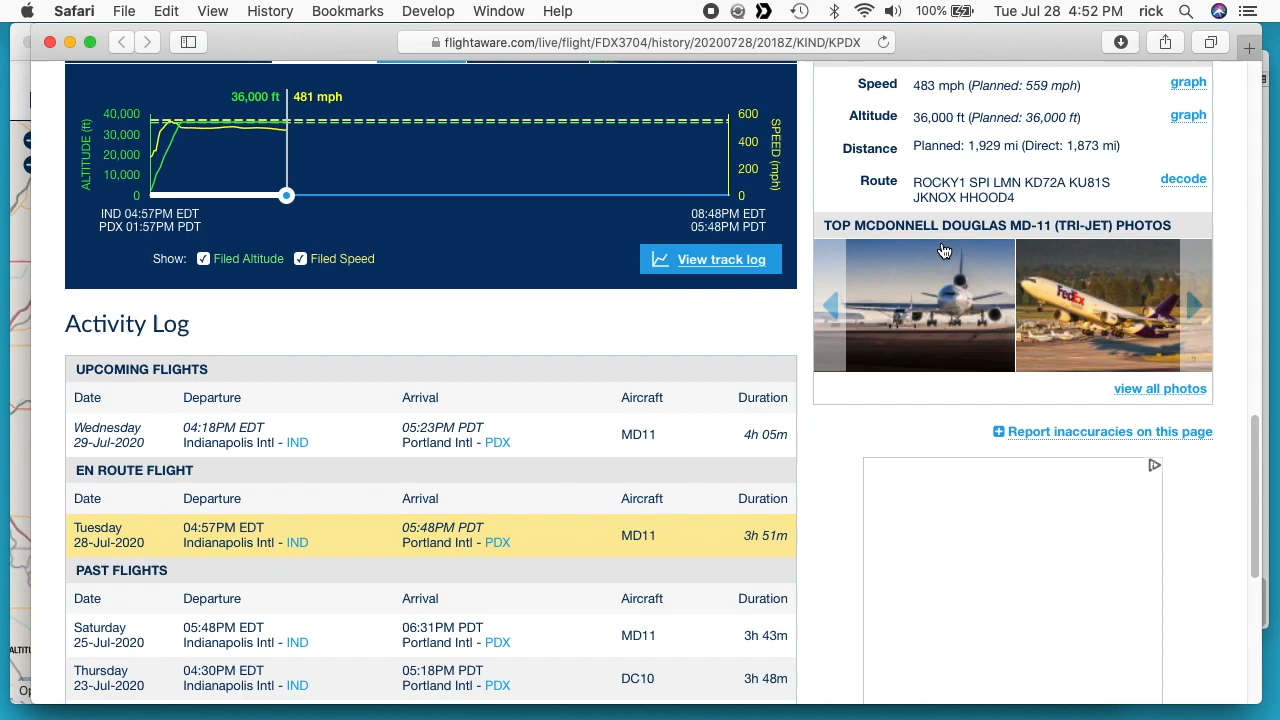 Safari File Edit View History Bookmarks Develop Window Help 100% Tue Jul 28 4:52 PM rick
flightaware.com/live/flight/FDX3704/history/20200728/2018Z/KIND/KPDX
36,000 ft 481 mph
ALTITUDE (ft)
40,000
30,000
20,000
10,000
0
600
400
200
0
SPEED (mph)
IND 04:57PM EDT
PDX 01:57PM PDT
08:48PM EDT
05:48PM PDT
Show: Filed Altitude Filed Speed
View track log
Activity Log
UPCOMING FLIGHTS
Date Departure Arrival Aircraft Duration
Wednesday 04:18PM EDT 05:23PM PDT
29-Jul-2020 Indianapolis Intl - IND Portland Intl - PDX
MD11 4h 05m
EN ROUTE FLIGHT
Date Departure Arrival Aircraft Duration
Tuesday 04:57PM EDT 05:48PM PDT
28-Jul-2020 Indianapolis Intl - IND Portland Intl - PDX
MD11 3h 51m
PAST FLIGHTS
Date Departure Arrival Aircraft Duration
Saturday 05:48PM EDT 06:31PM PDT
25-Jul-2020 Indianapolis Intl - IND Portland Intl - PDX
MD11 3h 43m
Thursday 04:30PM EDT 05:18PM PDT
23-Jul-2020 Indianapolis Intl - IND Portland Intl - PDX
DC10 3h 48m
Speed 483 mph (Planned: 559 mph) graph
Altitude 36,000 ft (Planned: 36,000 ft) graph
Distance Planned: 1,929 mi (Direct: 1,873 mi)
Route ROCKY1 SPI LMN KD72A KU81S decode
JKNOX HHOOD4
TOP MCDONNELL DOUGLAS MD-11 (TRI-JET) PHOTOS
FedEx
view all photos
Report inaccuracies on this page